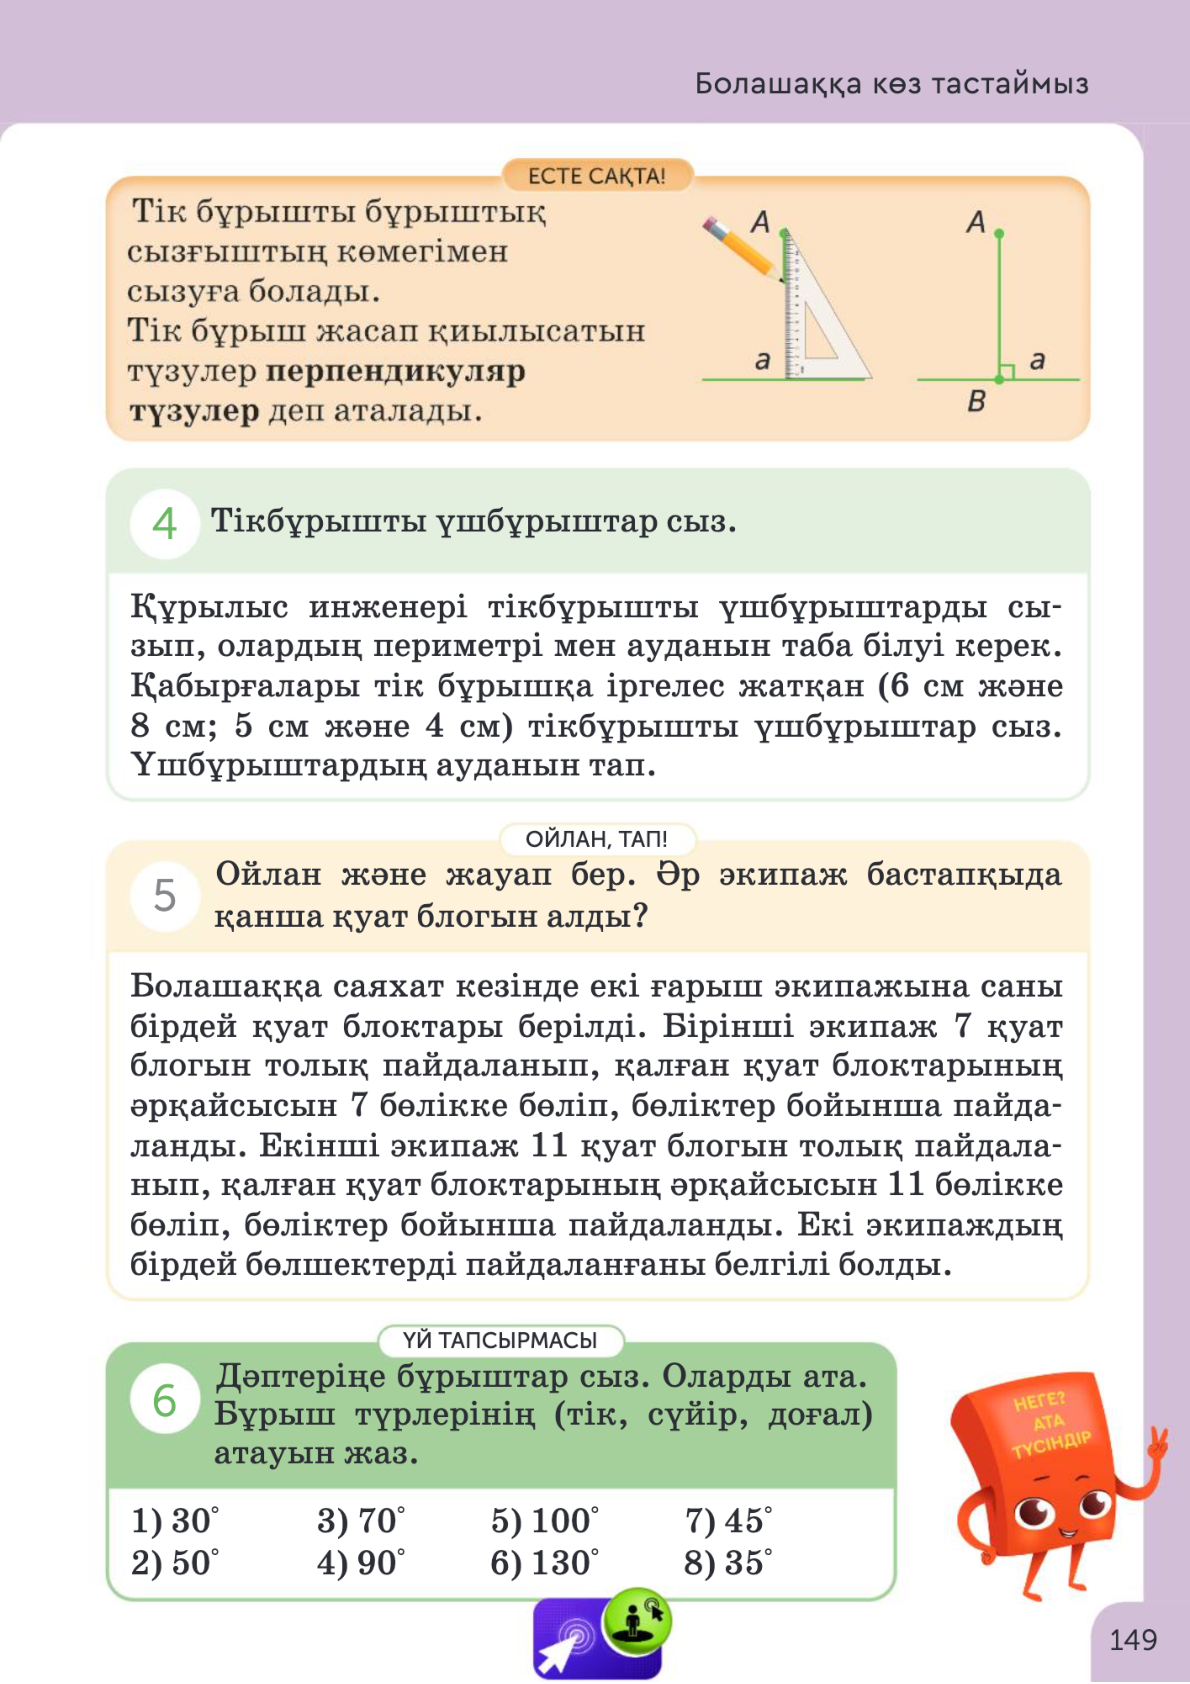 Болашаққа көз тастаймыз
ЕСТЕ САҚТА!
Тік бұрышты бұрыштық
сызғыштың көмегімен
сызуға болады.
Тік бұрыш жасап қиылысатын
түзулер перпендикуляр
түзулер деп аталады.
A
a
A
a
B
4 Тікбұрышты үшбұрыштар сыз.
Құрылыс инженері тікбұрышты үшбұрыштарды сы-
зып, олардың периметрі мен ауданын таба білуі керек.
Қабырғалары тік бұрышқа іргелес жатқан (6 см және
8 см; 5 см және 4 см) тікбұрышты үшбұрыштар сыз.
Үшбұрыштардың ауданын тап.
ОЙЛАН, ТАП!
5 Ойлан және жауап бер. Әр экипаж бастапқыда
қанша қуат блогын алды?
Болашаққа саяхат кезінде екі ғарыш экипажына саны
бірдей қуат блоктары берілді. Бірінші экипаж 7 қуат
блогын толық пайдаланып, қалған қуат блоктарының
әрқайсысын 7 бөлікке бөліп, бөліктер бойынша пайда-
ланды. Екінші экипаж 11 қуат блогын толық пайдала-
нып, қалған қуат блоктарының әрқайсысын 11 бөлікке
бөліп, бөліктер бойынша пайдаланды. Екі экипаждың
бірдей бөлшектерді пайдаланғаны белгілі болды.
ҮЙ ТАПСЫРМАСЫ
6 Дәптеріңе бұрыштар сыз. Оларды ата.
Бұрыш түрлерінің (тік, сүйір, доғал)
атауын жаз.
1) 30° 3) 70° 5) 100° 7) 45°
2) 50° 4) 90° 6) 130° 8) 35°
НЕГЕ?
АТА
ТҮСІНДІР
149